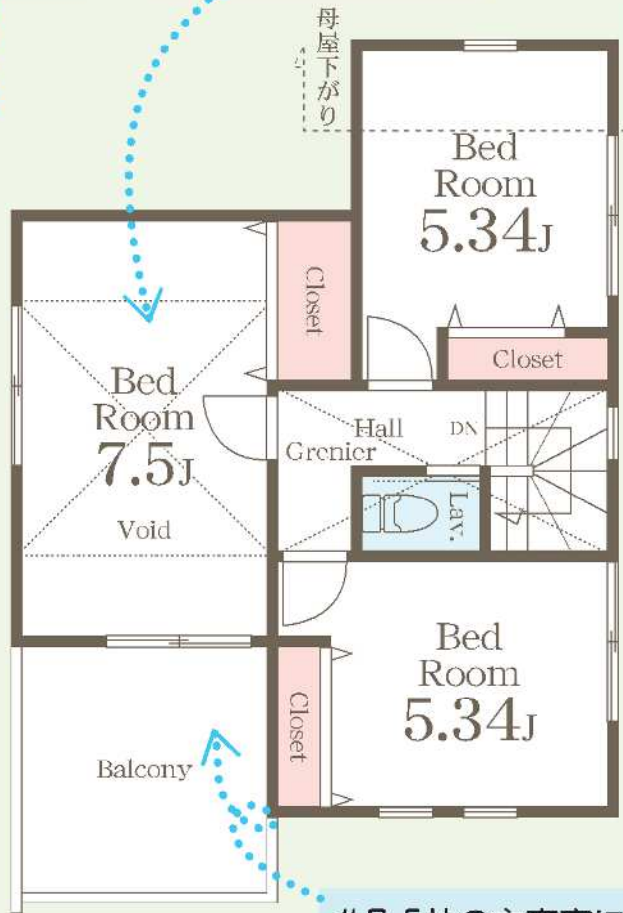 母屋下がり
Bed
Room
5.34J
Closet
Closet
Bed
Room
7.5J
Void
Hall
DN
Grenier
Lav.
Bed
Room
5.34J
Closet
Balcony